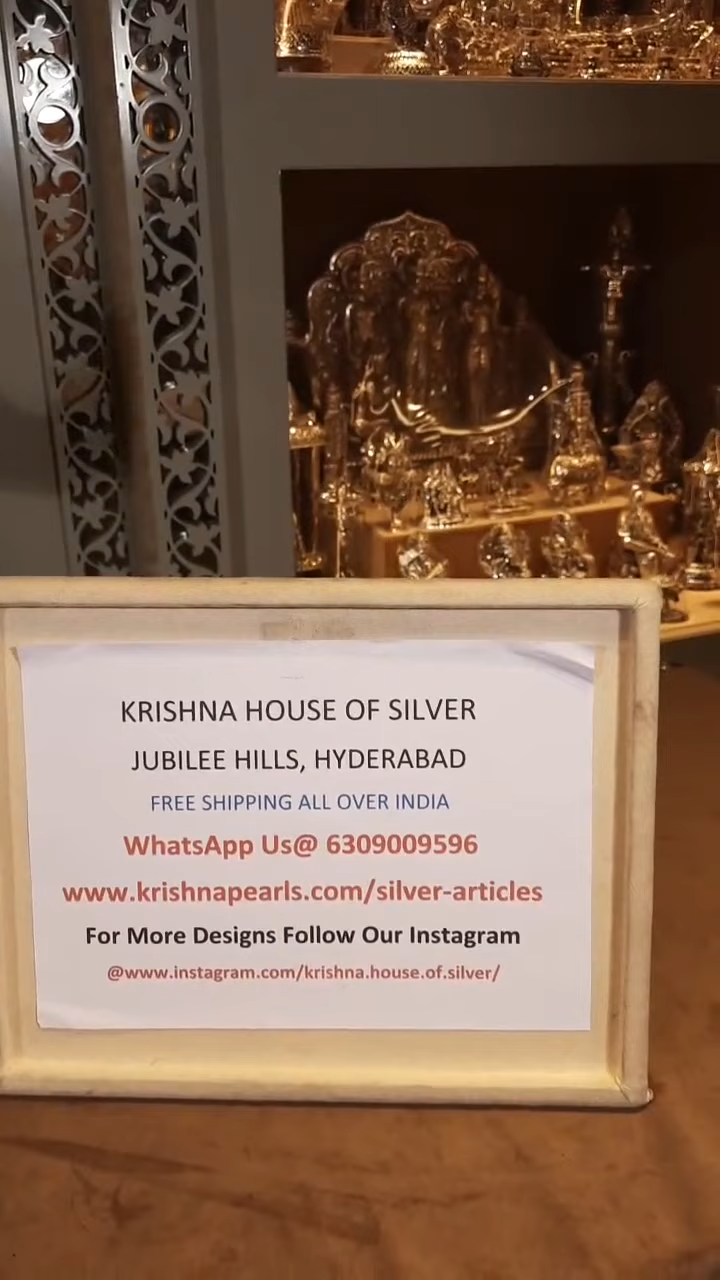 KRISHNA HOUSE OF SILVER
JUBILEE HILLS, HYDERABAD
FREE SHIPPING ALL OVER INDIA
WhatsApp Us@ 6309009596
www.krishnapearls.com/silver-articles
For More Designs Follow Our Instagram
@www.instagram.com/krishna.house.of.silver/